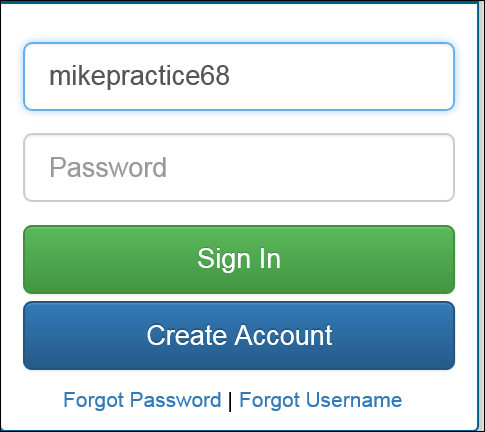 mikepractice68
Password
Sign In
Create Account
Forgot Password | Forgot Username